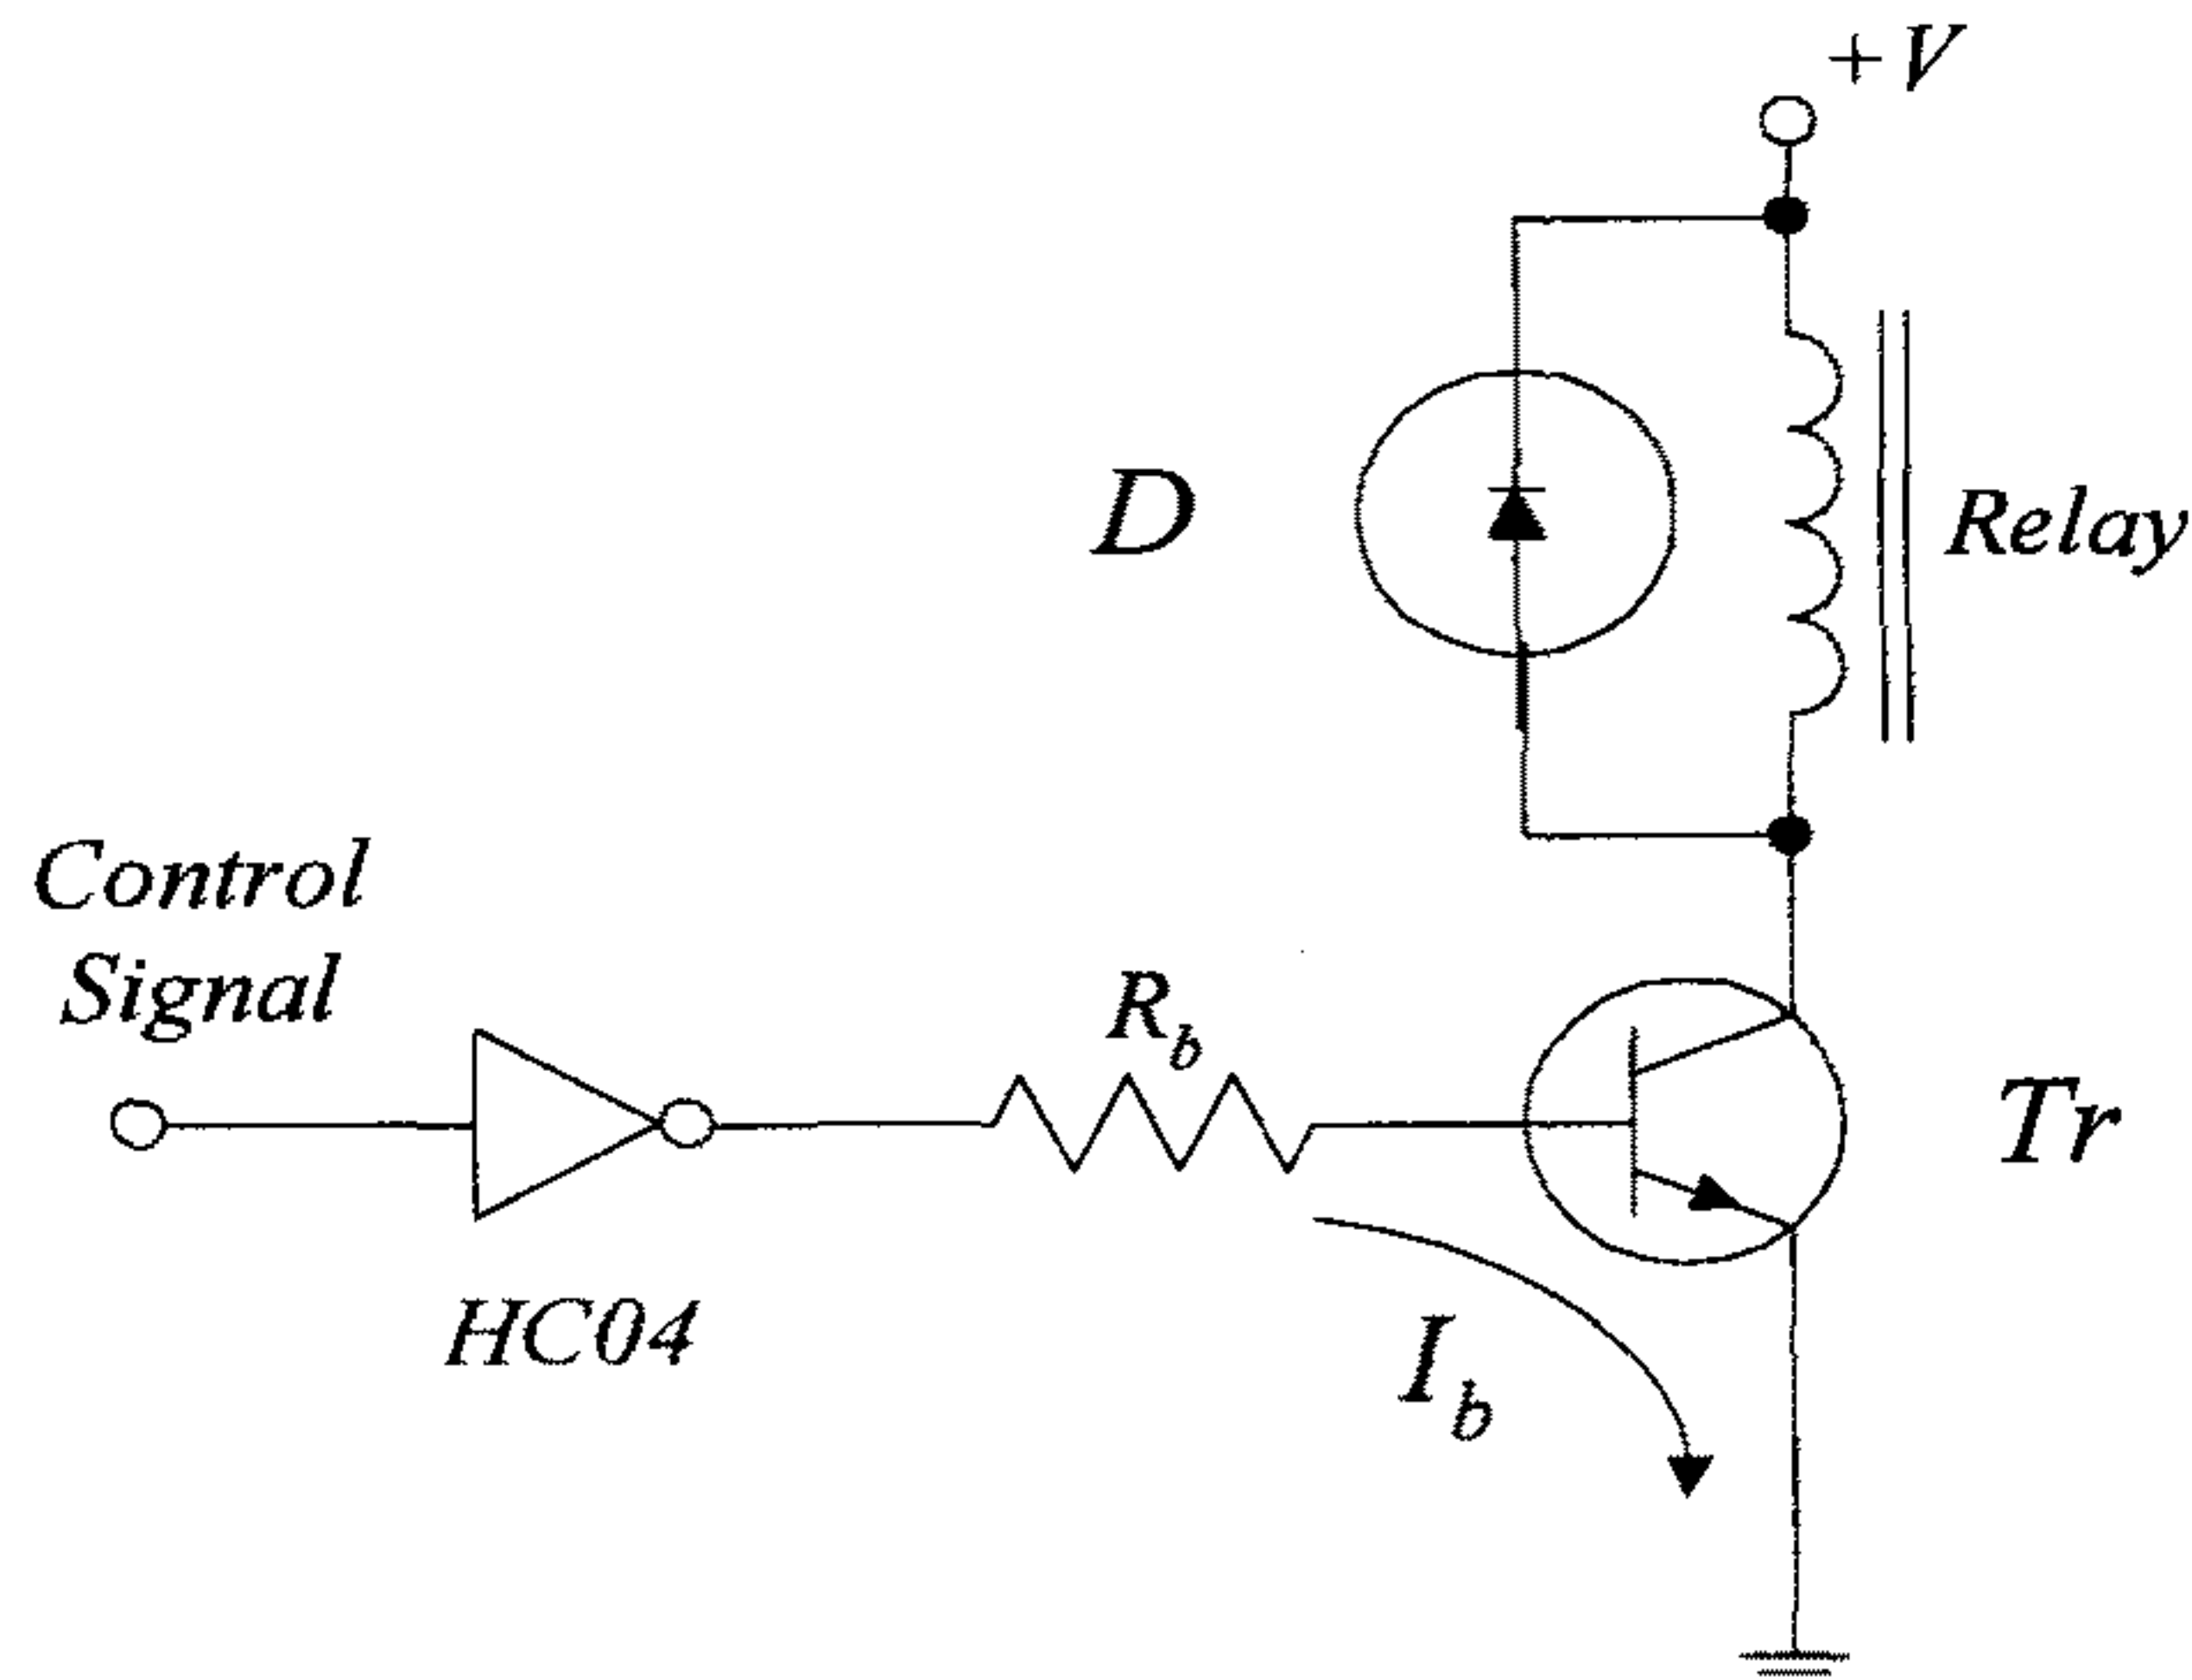 +V
D
Relay
Control
Signal
R_b
Tr
HC04
I_b